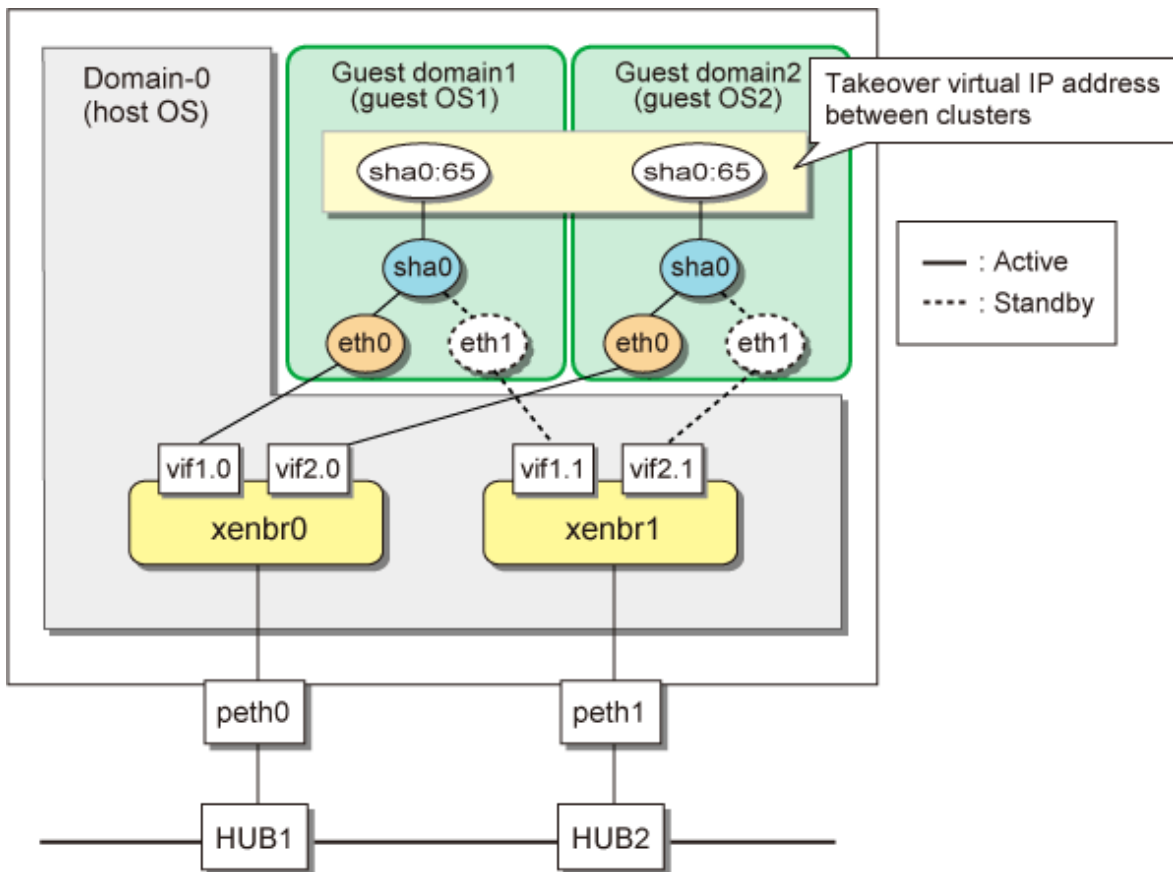 Domain-0
(host OS)
Guest domain1
(guest OS1)
Guest domain2
(guest OS2)
Takeover virtual IP address
between clusters
sha0:65
sha0:65
sha0
sha0
: Active
: Standby
eth0
eth1
eth0
eth1
vif1.0
vif2.0
vif1.1
vif2.1
xenbr0
xenbr1
peth0
peth1
HUB1
HUB2